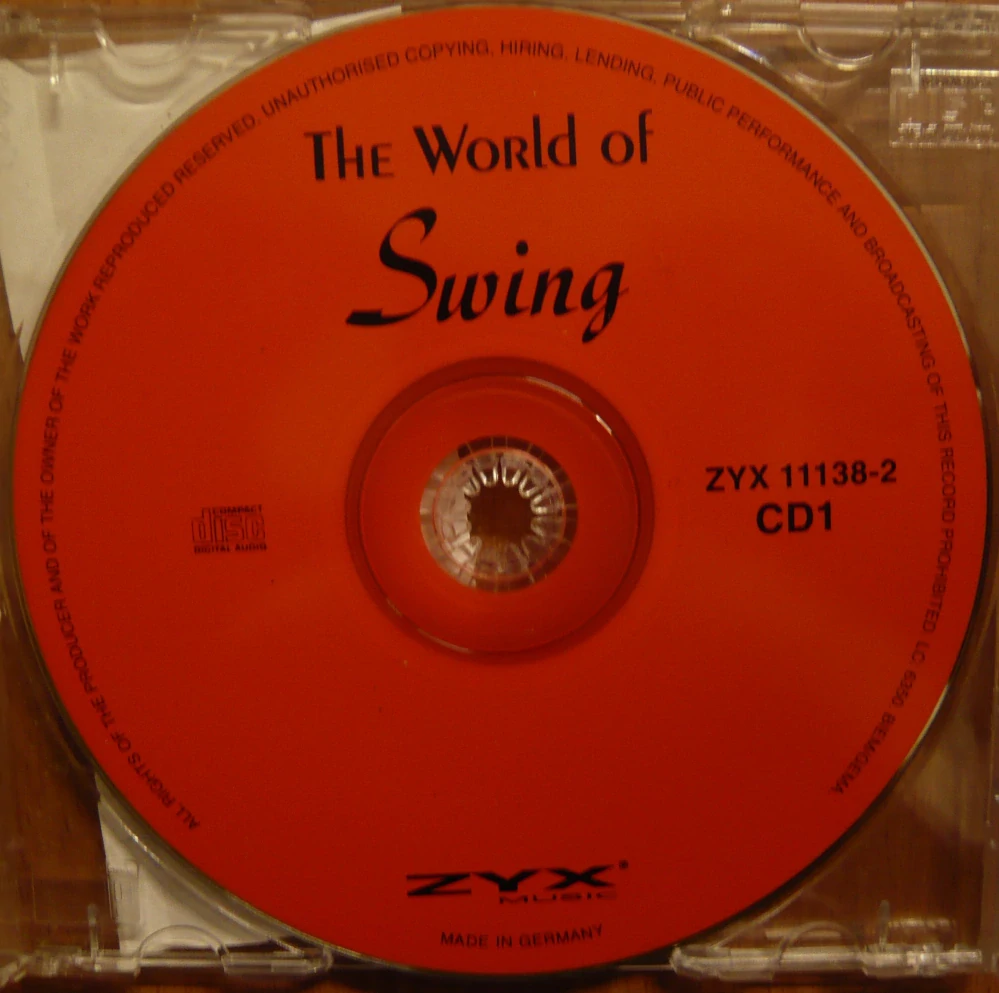 ALL RIGHTS OF THE PRODUCER AND OF THE OWNER OF THE WORK REPRODUCED RESERVED. UNAUTHORISED COPYING, HIRING, LENDING, PUBLIC PERFORMANCE AND BROADCASTING OF THIS RECORD PROHIBITED. LC. 6350. BIEM/GEMA
The World of
Swing
COMPACT
disc
DIGITAL AUDIO
ZYX 11138-2
CD1
ZYX
MUSIC
MADE IN GERMANY